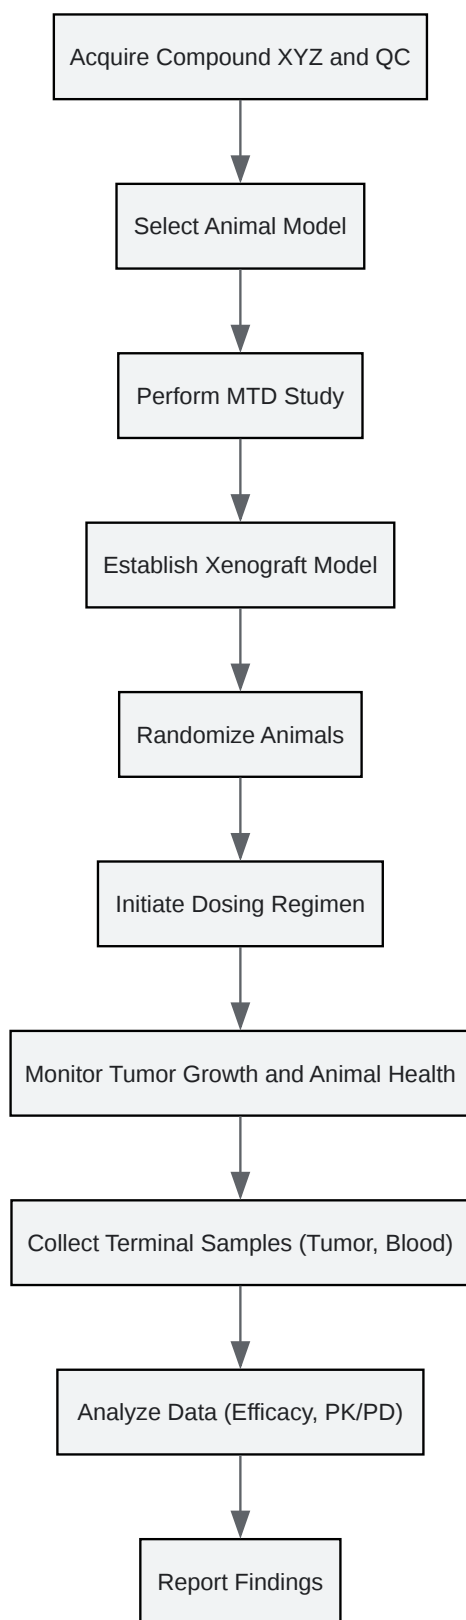 Acquire Compound XYZ and QC
Select Animal Model
Perform MTD Study
Establish Xenograft Model
Randomize Animals
Initiate Dosing Regimen
Monitor Tumor Growth and Animal Health
Collect Terminal Samples (Tumor, Blood)
Analyze Data (Efficacy, PK/PD)
Report Findings